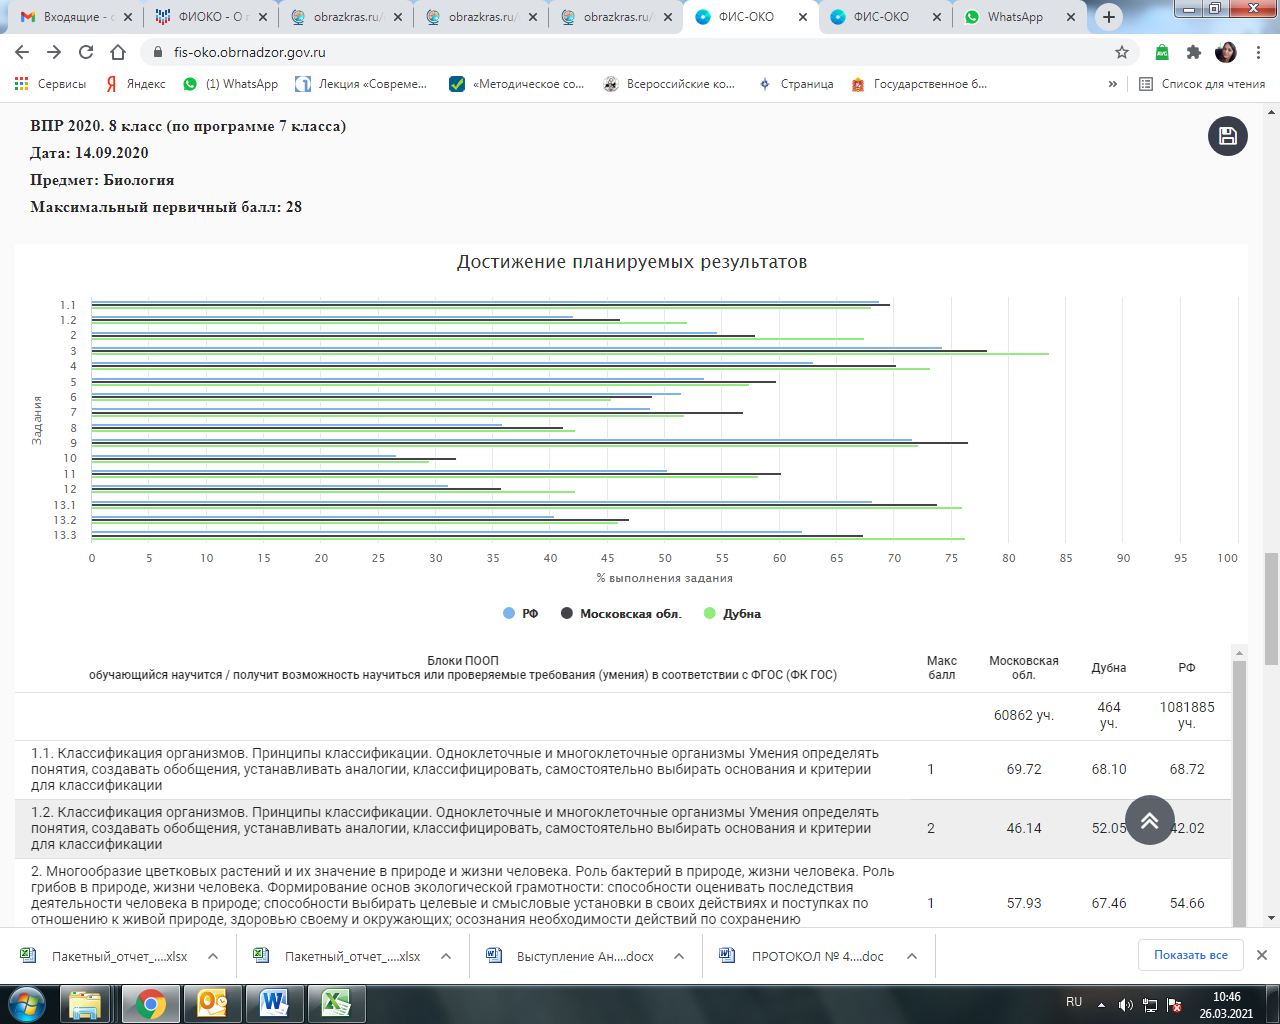 Входящие - с
ФИОКО - О п
obrazkras.ru/
obrazkras.ru/
obrazkras.ru/
ФИС-ОКО
ФИС-ОКО
WhatsApp
fis-oko.obrnadzor.gov.ru
Сервисы
Яндекс
(1) WhatsApp
Лекция «Совреме...
«Методическое со...
Всероссийские ко...
Страница
Государственное б...
»
Список для чтения
ВПР 2020. 8 класс (по программе 7 класса)
Дата: 14.09.2020
Предмет: Биология
Максимальный первичный балл: 28
Достижение планируемых результатов
Задания
1.1
1.2
2
3
4
5
6
7
8
9
10
11
12
13.1
13.2
13.3
0 5 10 15 20 25 30 35 40 45 50 55 60 65 70 75 80 85 90 95 100
% выполнения задания
РФ Московская обл. Дубна
Блоки ПООП
обучающийся научится / получит возможность научиться или проверяемые требования (умения) в соответствии с ФГОС (ФК ГОС)
Макс
балл
Московская
обл.
Дубна
РФ
60862 уч.
464
уч.
1081885
уч.
1.1. Классификация организмов. Принципы классификации. Одноклеточные и многоклеточные организмы Умения определять
понятия, создавать обобщения, устанавливать аналогии, классифицировать, самостоятельно выбирать основания и критерии
для классификации
1 69.72 68.10 68.72
1.2. Классификация организмов. Принципы классификации. Одноклеточные и многоклеточные организмы Умения определять
понятия, создавать обобщения, устанавливать аналогии, классифицировать, самостоятельно выбирать основания и критерии
для классификации
2 46.14 52.05 42.02
2. Многообразие цветковых растений и их значение в природе и жизни человека. Роль бактерий в природе, жизни человека. Роль
грибов в природе, жизни человека. Формирование основ экологической грамотности: способности оценивать последствия
деятельности человека в природе; способности выбирать целевые и смысловые установки в своих действиях и поступках по
отношению к живой природе, здоровью своему и окружающих; осознания необходимости действий по сохранению
1 57.93 67.46 54.66
Пакетный_отчет_....xlsx
Пакетный_отчет_....xlsx
Выступление Ан....docx
ПРОТОКОЛ № 4....doc
Показать все
RU
10:46
26.03.2021